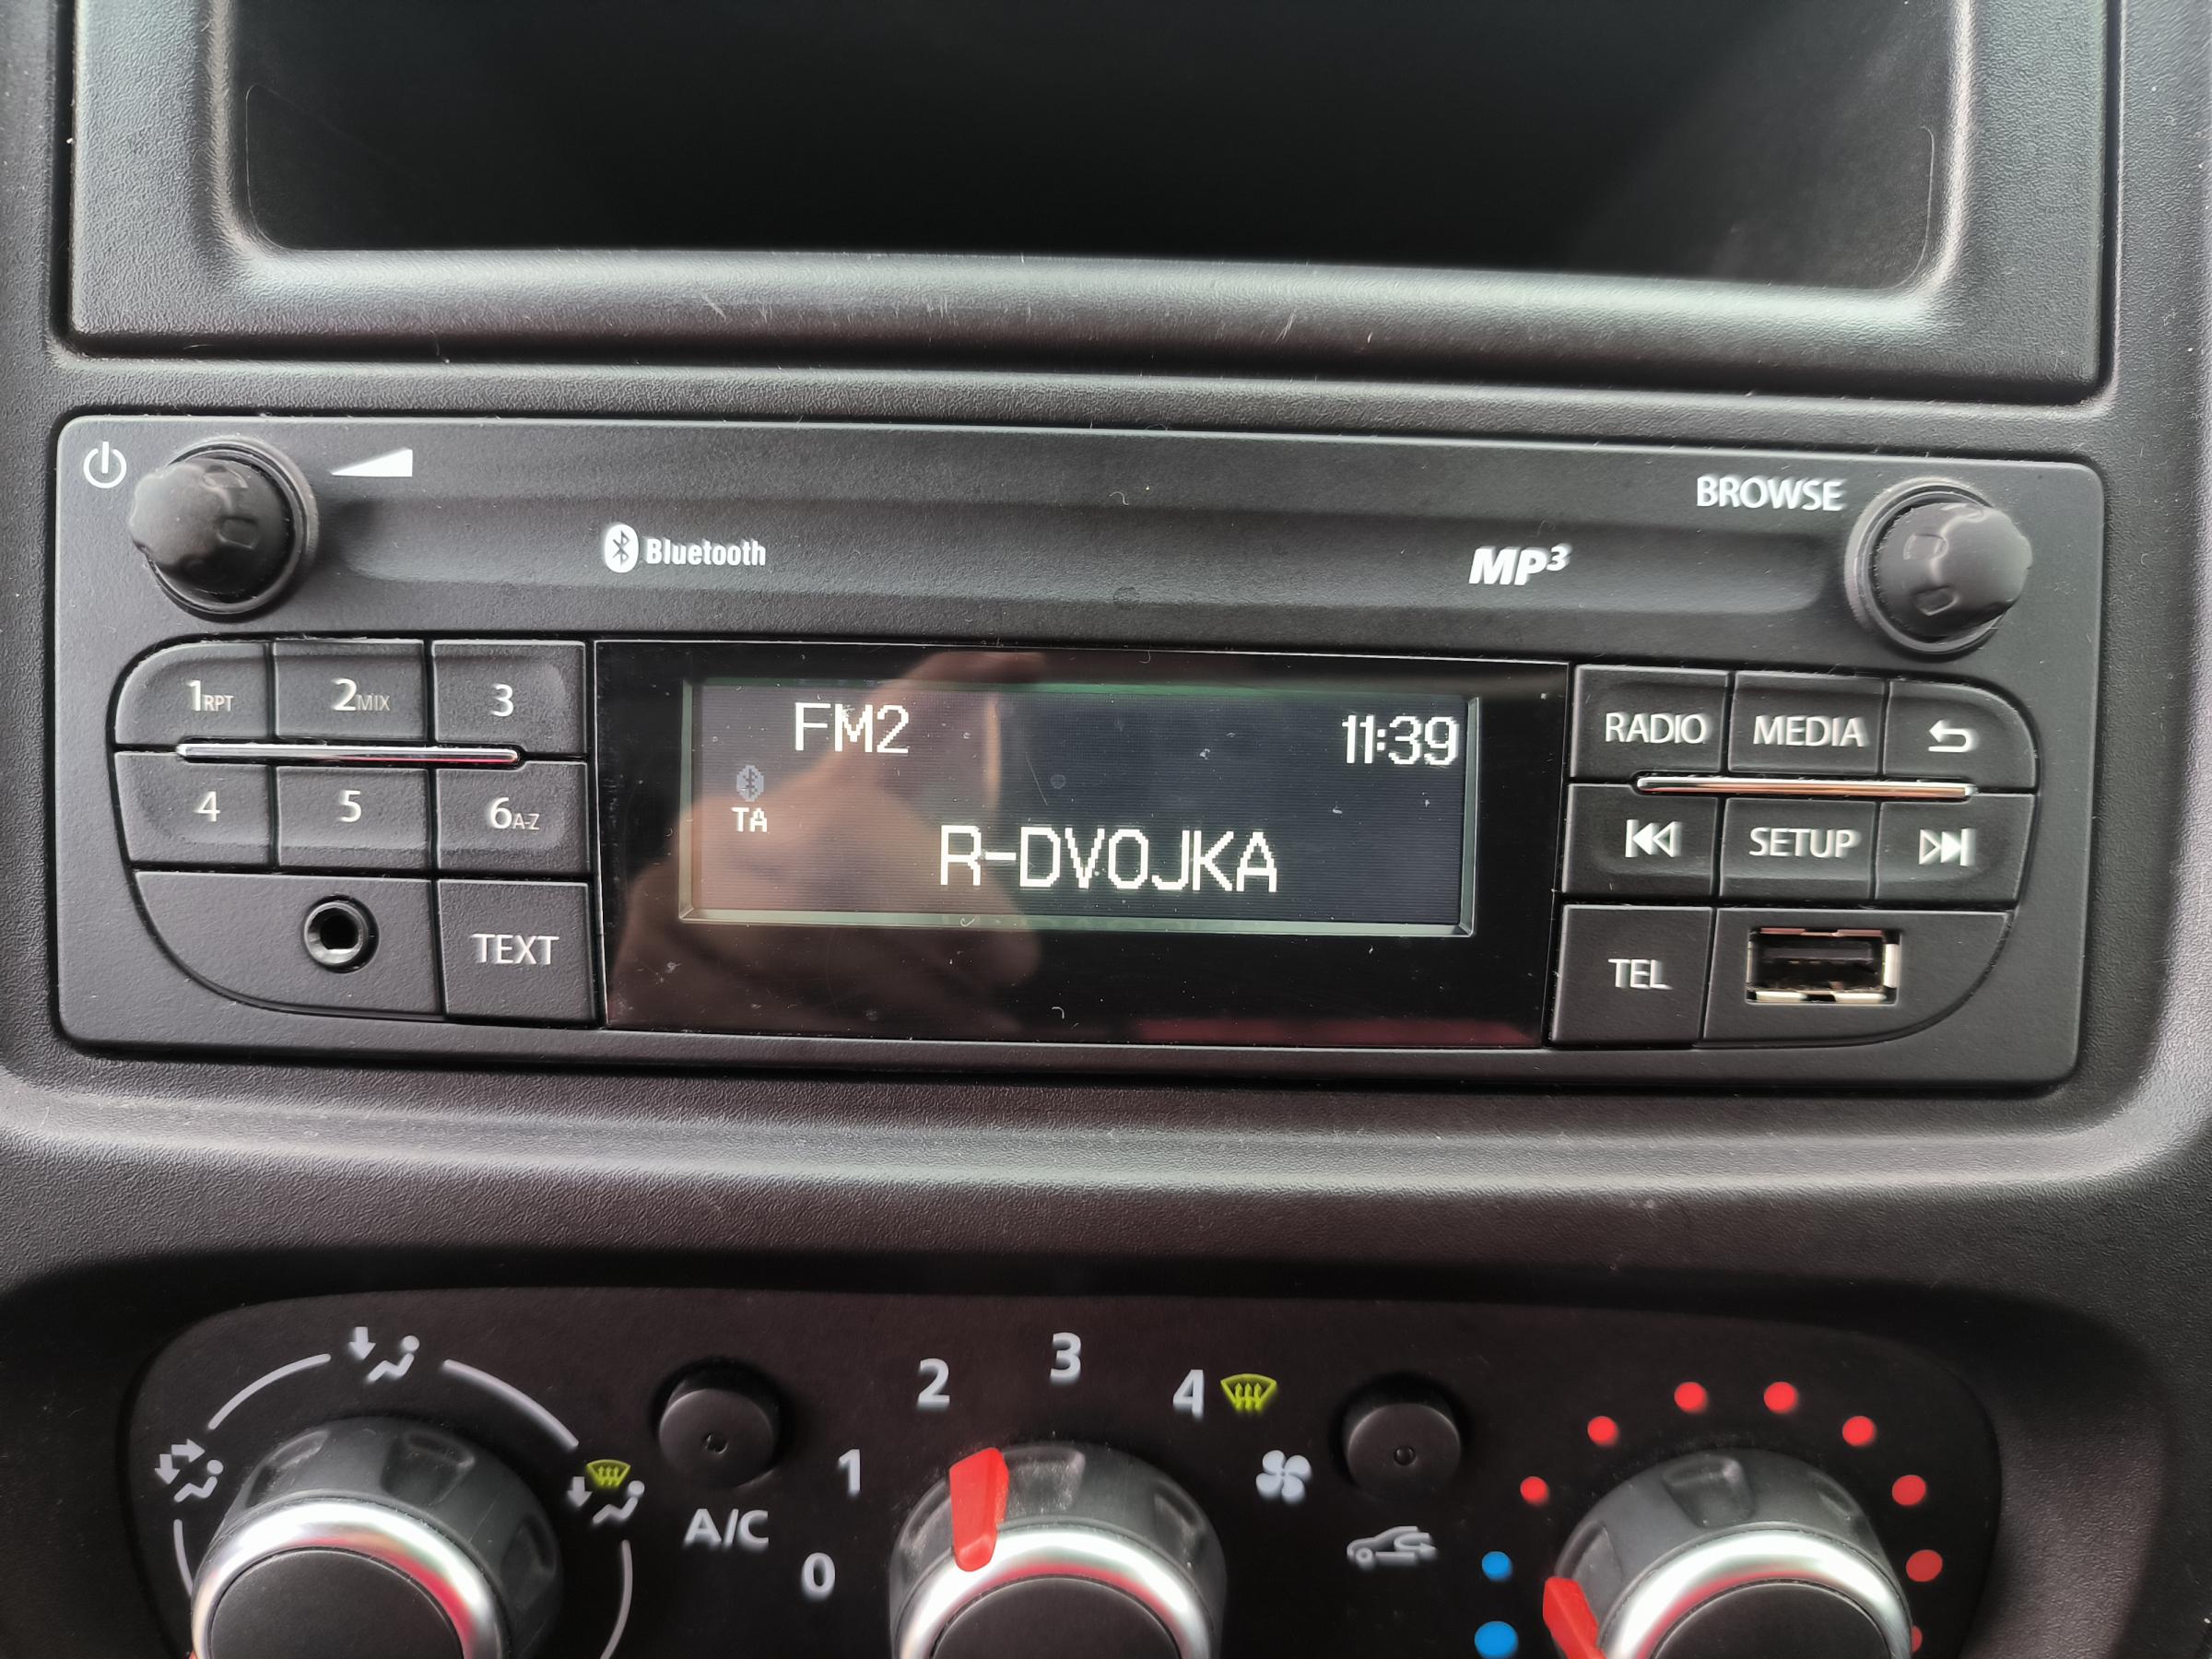 BROWSE
Bluetooth
MP3
1RPT 2MIX 3
FM2 11:39
RADIO MEDIA
TA
4 5 6A-Z
R-DVOJKA
SETUP
TEXT
TEL
2 3 4
1
A/C
0